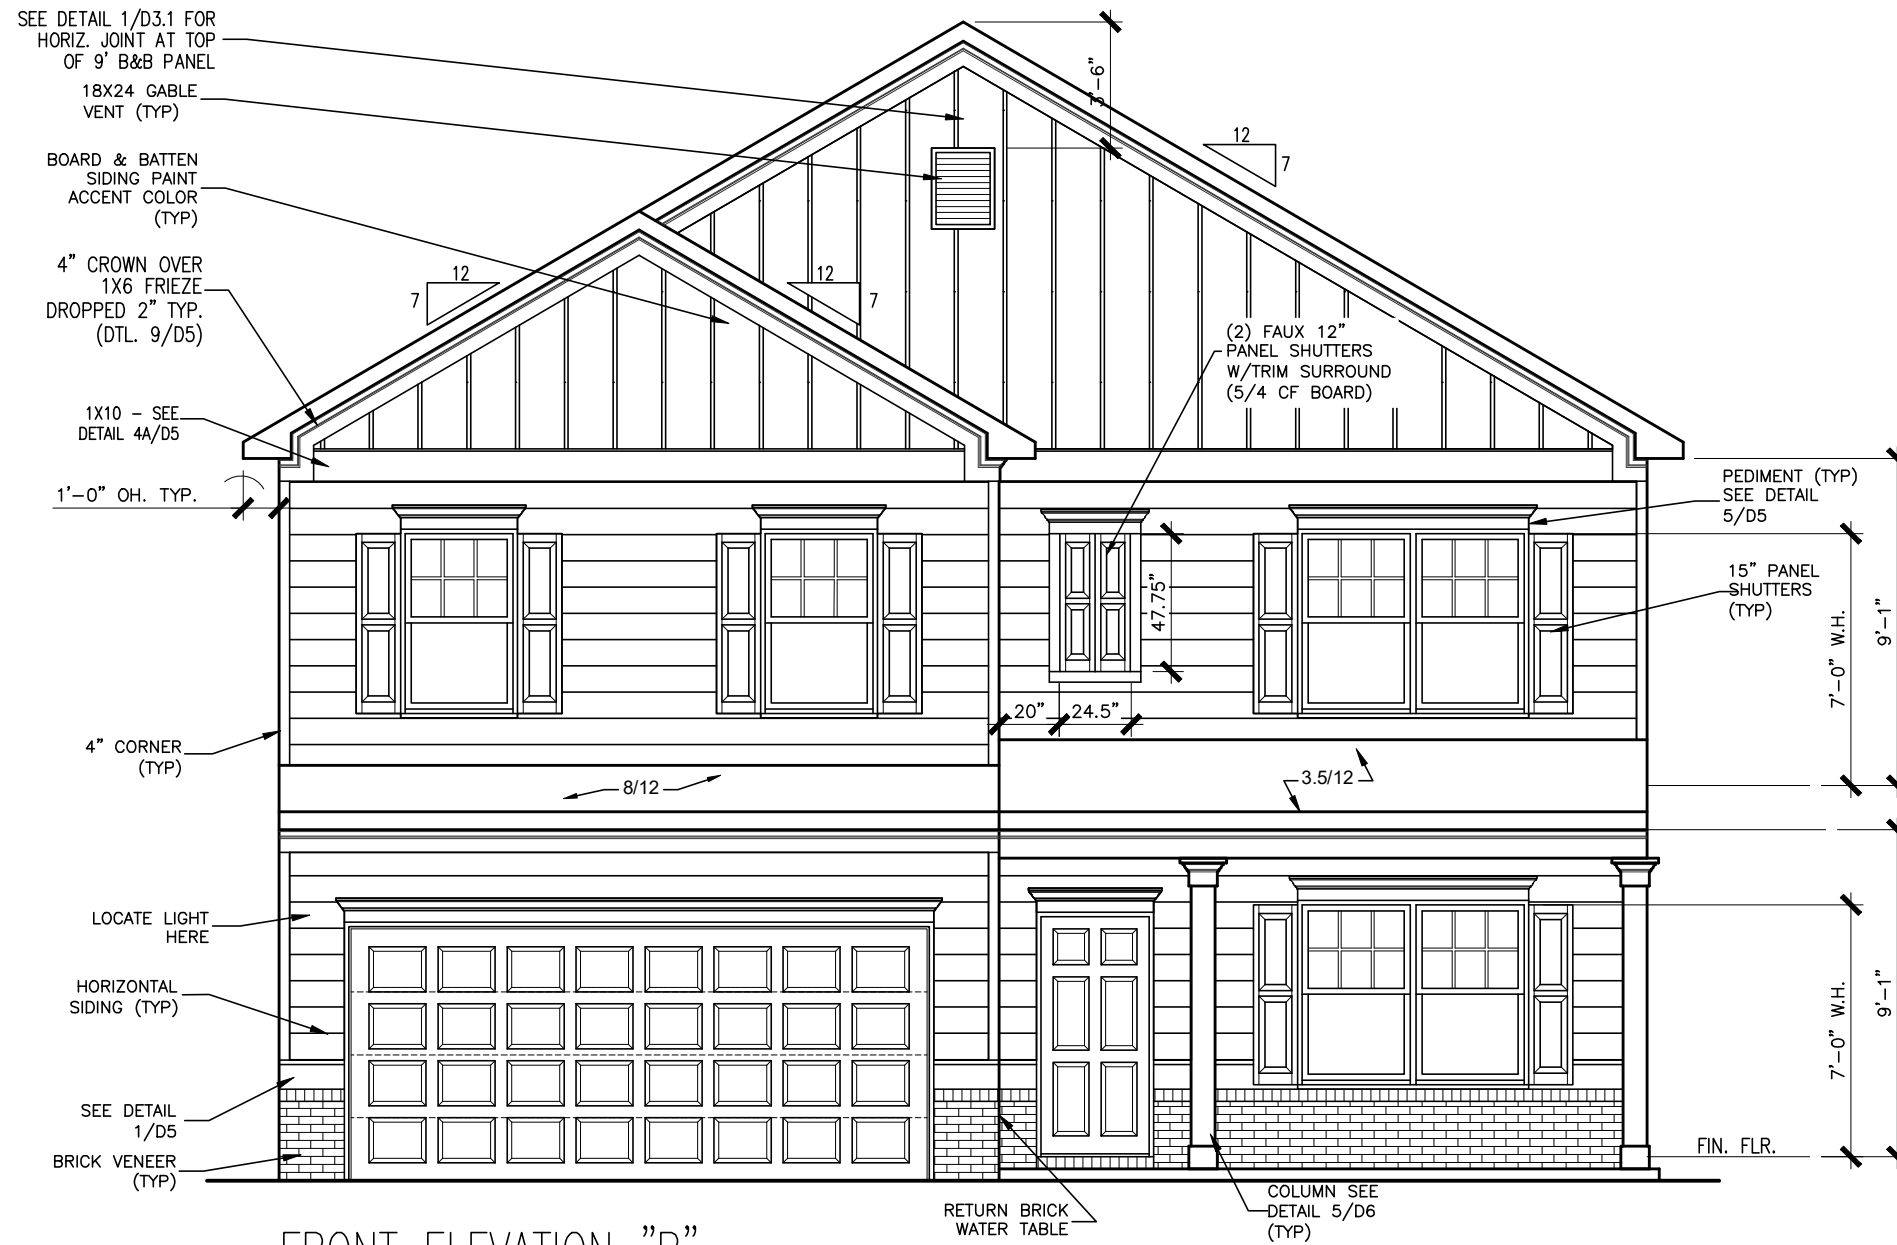 SEE DETAIL 1/D3.1 FOR
HORIZ. JOINT AT TOP
OF 9' B&B PANEL
18X24 GABLE
VENT (TYP)
BOARD & BATTEN
SIDING PAINT
ACCENT COLOR
(TYP)
4" CROWN OVER
1X6 FRIEZE
DROPPED 2" TYP.
(DTL. 9/D5)
1X10 - SEE
DETAIL 4A/D5
1'-0" OH. TYP.
4" CORNER
(TYP)
LOCATE LIGHT
HERE
HORIZONTAL
SIDING (TYP)
SEE DETAIL
1/D5
BRICK VENEER
(TYP)
12
7
12
7
3'-6"
12
7
(2) FAUX 12"
PANEL SHUTTERS
W/TRIM SURROUND
(5/4 CF BOARD)
47.75"
20"
24.5"
8/12
3.5/12
PEDIMENT (TYP)
SEE DETAIL
5/D5
15" PANEL
SHUTTERS
(TYP)
7'-0" W.H.
9'-1"
7'-0" W.H.
9'-1"
FIN. FLR.
RETURN BRICK
WATER TABLE
COLUMN SEE
DETAIL 5/D6
(TYP)
FRONT ELEVATION